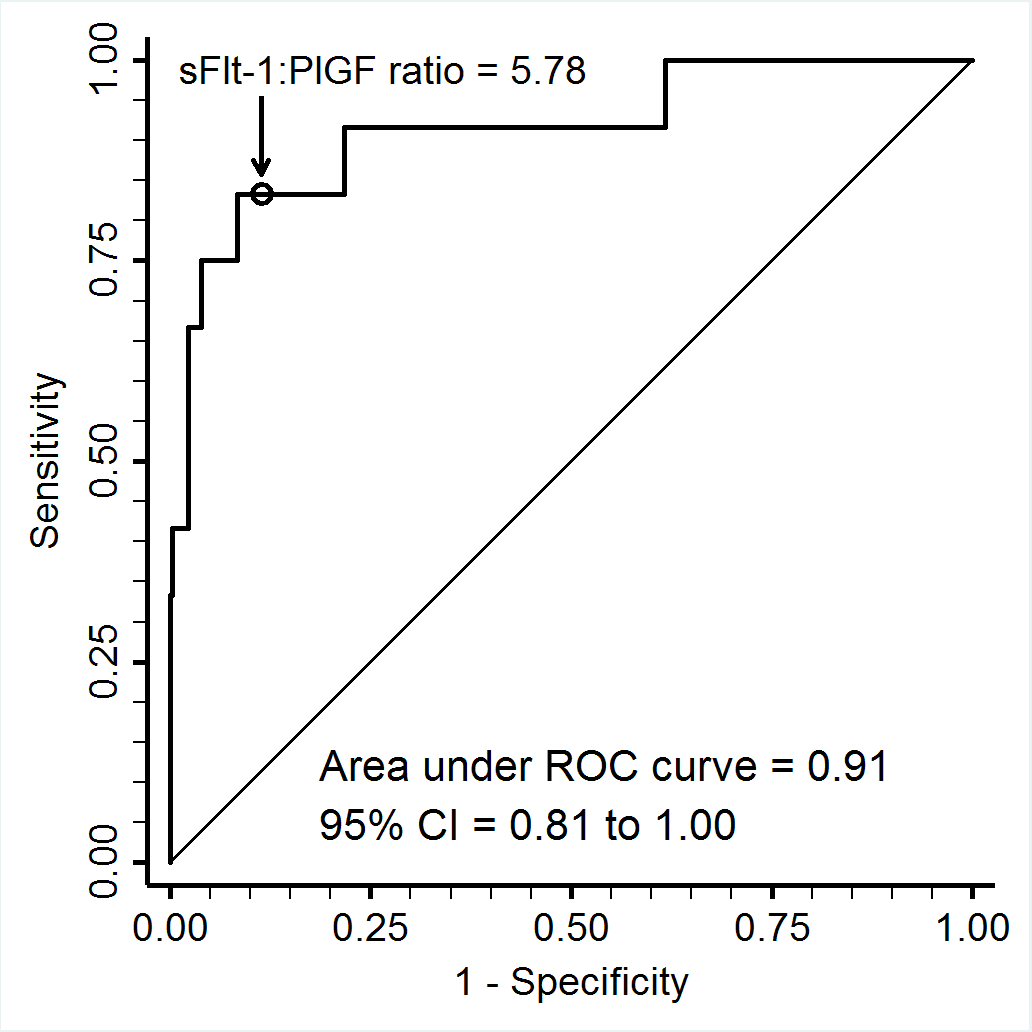 sFlt-1:PlGF ratio = 5.78
1.00
0.75
0.50
0.25
0.00
Sensitivity
Area under ROC curve = 0.91
95% CI = 0.81 to 1.00
0.00 0.25 0.50 0.75 1.00
1 - Specificity